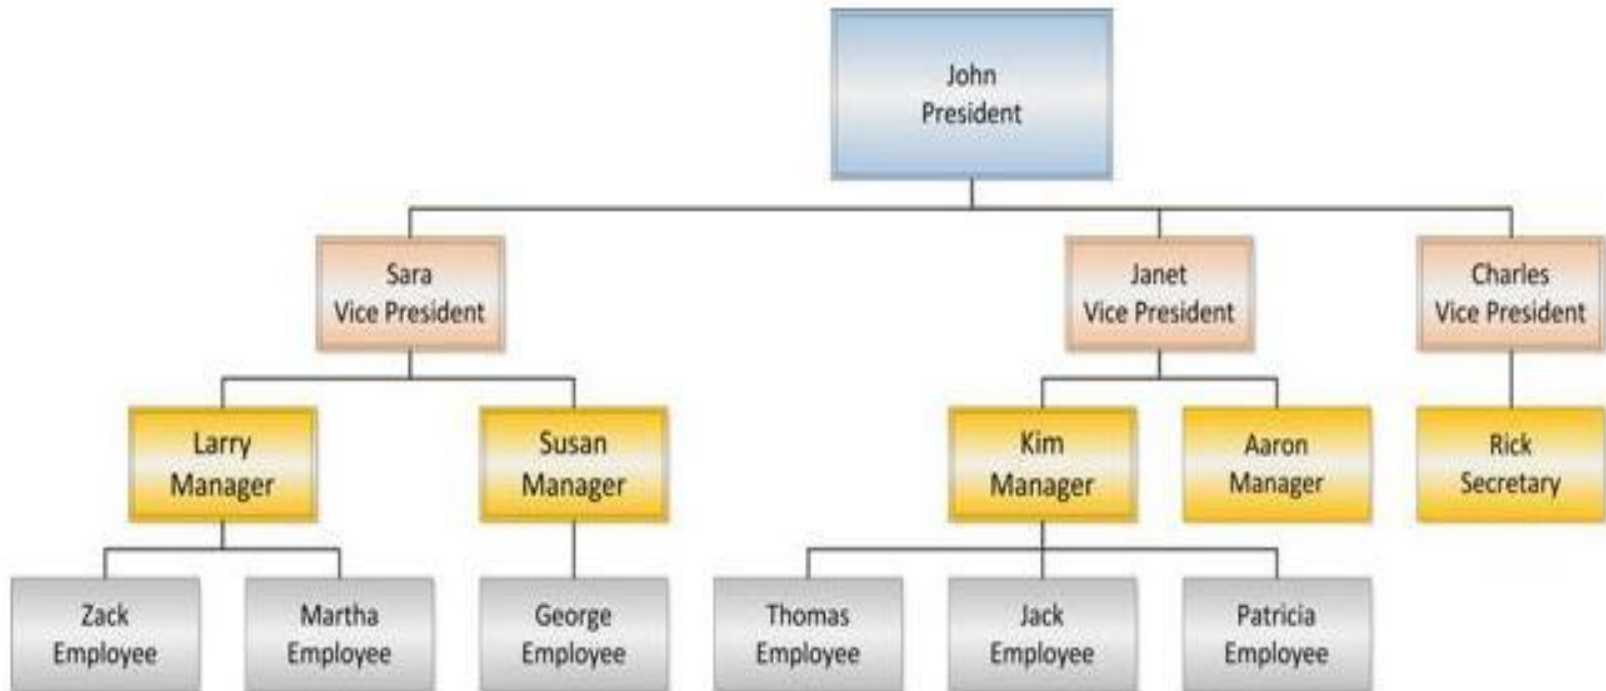 John
President
Sara
Vice President
Janet
Vice President
Charles
Vice President
Larry
Manager
Susan
Manager
Kim
Manager
Aaron
Manager
Rick
Secretary
Zack
Employee
Martha
Employee
George
Employee
Thomas
Employee
Jack
Employee
Patricia
Employee